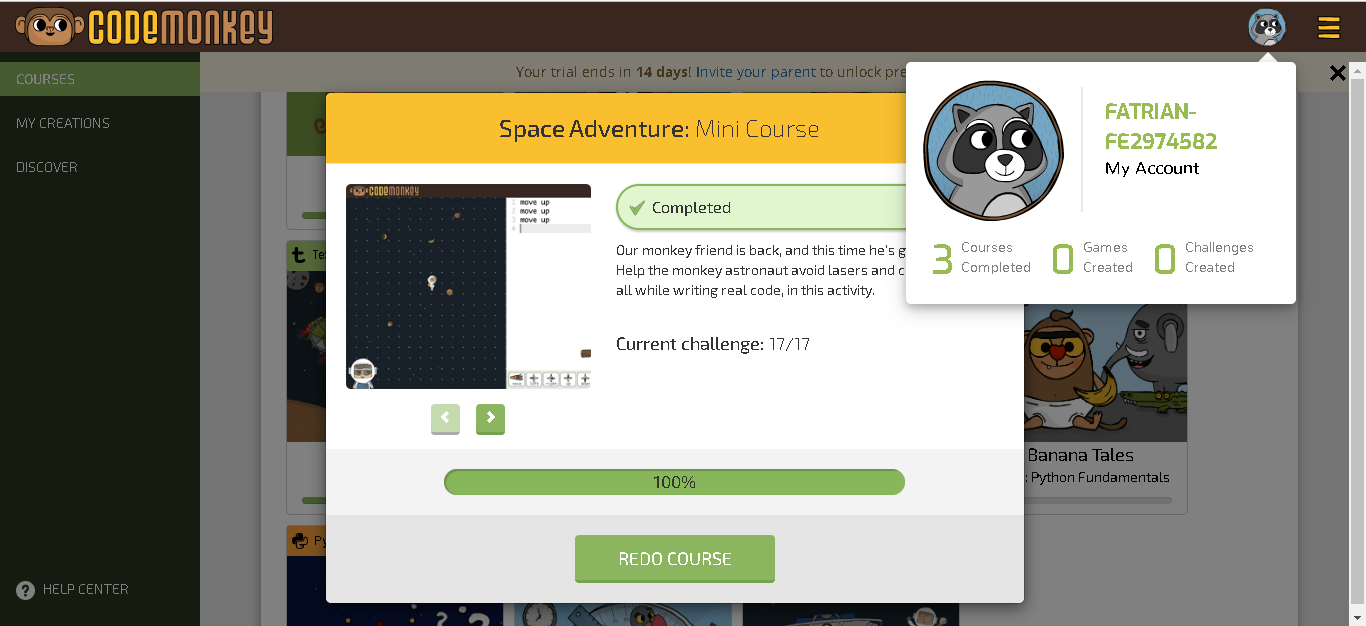 CODEMONKEY
COURSES
MY CREATIONS
DISCOVER
HELP CENTER
Your trial ends in 14 days! Invite your parent to unlock pre
FATRIAN-
FE2974582
My Account
3 Courses Completed
0 Games Created
0 Challenges Created
Space Adventure: Mini Course
CODEMONKEY
1 move up
2 move up
3 move up
4
Completed
Our monkey friend is back, and this time he's g
Help the monkey astronaut avoid lasers and c
all while writing real code, in this activity.
Current challenge: 17/17
100%
REDO COURSE
t Te
Py
Banana Tales
: Python Fundamentals